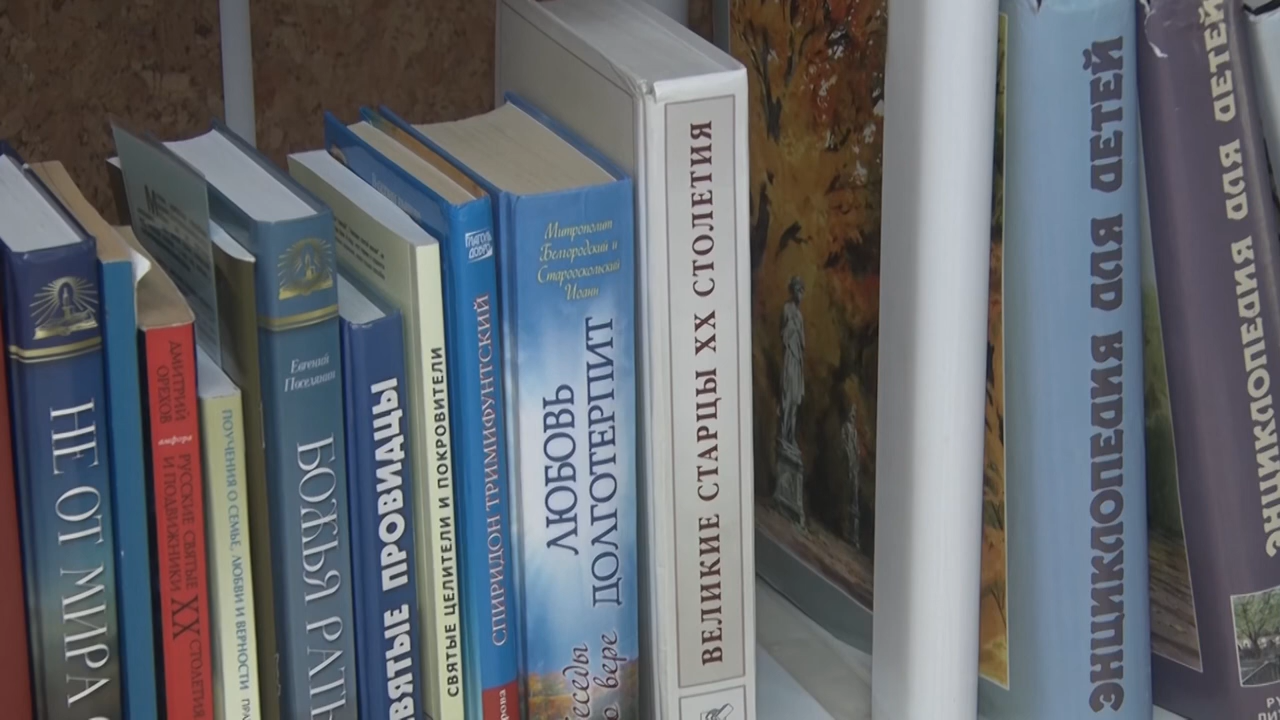 НЕ ОТ МИРА
ДМИТРИЙ
ОРЕХОВ
амфора
РУССКИЕ СВЯТЫЕ
И ПОДВИЖНИКИ
XX СТОЛЕТИЯ
ПОУЧЕНИЯ О СЕМЬЕ, ЛЮБВИ И ВЕРНОСТИ
Евгений
Поселянин
БОЖЬЯ РАТЬ
СВЯТЫЕ ПРОВИДЦЫ
СВЯТЫЕ ЦЕЛИТЕЛИ И ПОКРОВИТЕЛИ
СПИРИДОН ТРИМИФУНТСКИЙ
Митрополит
Белгородский и
Старооскольский
Иоанн
ЛЮБОВЬ
ДОЛГОТЕРПИТ
Беседы
о вере
ВЕЛИКИЕ СТАРЦЫ XX СТОЛЕТИЯ
ЭНЦИКЛОПЕДИЯ ДЛЯ ДЕТЕЙ
ЭНЦИКЛОПЕДИЯ ДЛЯ ДЕТЕЙ